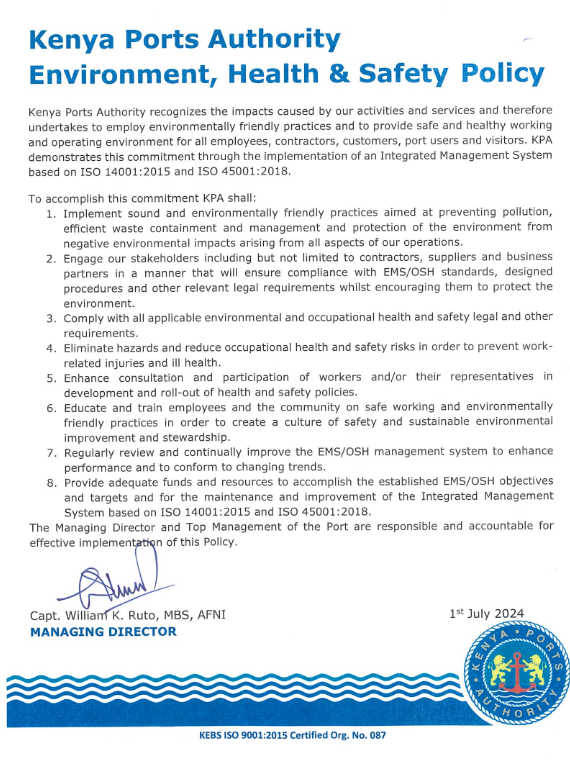 Kenya Ports Authority
Environment, Health & Safety Policy
Kenya Ports Authority recognizes the impacts caused by our activities and services and therefore
undertakes to employ environmentally friendly practices and to provide safe and healthy working
and operating environment for all employees, contractors, customers, port users and visitors. KPA
demonstrates this commitment through the implementation of an Integrated Management System
based on ISO 14001:2015 and ISO 45001:2018.
To accomplish this commitment KPA shall:
1. Implement sound and environmentally friendly practices aimed at preventing pollution,
efficient waste containment and management and protection of the environment from
negative environmental impacts arising from all aspects of our operations.
2. Engage our stakeholders including but not limited to contractors, suppliers and business
partners in a manner that will ensure compliance with EMS/OSH standards, designed
procedures and other relevant legal requirements whilst encouraging them to protect the
environment.
3. Comply with all applicable environmental and occupational health and safety legal and other
requirements.
4. Eliminate hazards and reduce occupational health and safety risks in order to prevent work-
related injuries and ill health.
5. Enhance consultation and participation of workers and/or their representatives in
development and roll-out of health and safety policies.
6. Educate and train employees and the community on safe working and environmentally
friendly practices in order to create a culture of safety and sustainable environmental
improvement and stewardship.
7. Regularly review and continually improve the EMS/OSH management system to enhance
performance and to conform to changing trends.
8. Provide adequate funds and resources to accomplish the established EMS/OSH objectives
and targets and for the maintenance and improvement of the Integrated Management
System based on ISO 14001:2015 and ISO 45001:2018.
The Managing Director and Top Management of the Port are responsible and accountable for
effective implementation of this Policy.
Capt. William K. Ruto, MBS, AFNI
1st July 2024
MANAGING DIRECTOR
KENYA • PORTS • AUTHORITY
KEBS ISO 9001:2015 Certified Org. No. 087